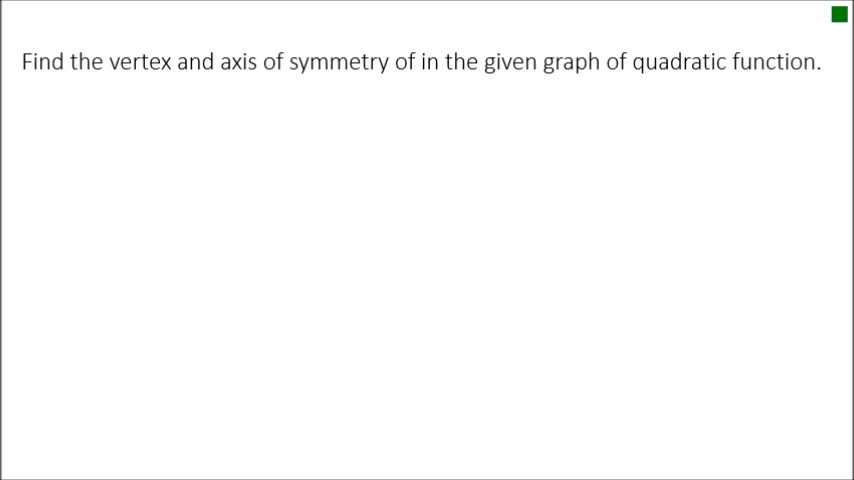 Find the vertex and axis of symmetry of in the given graph of quadratic function.